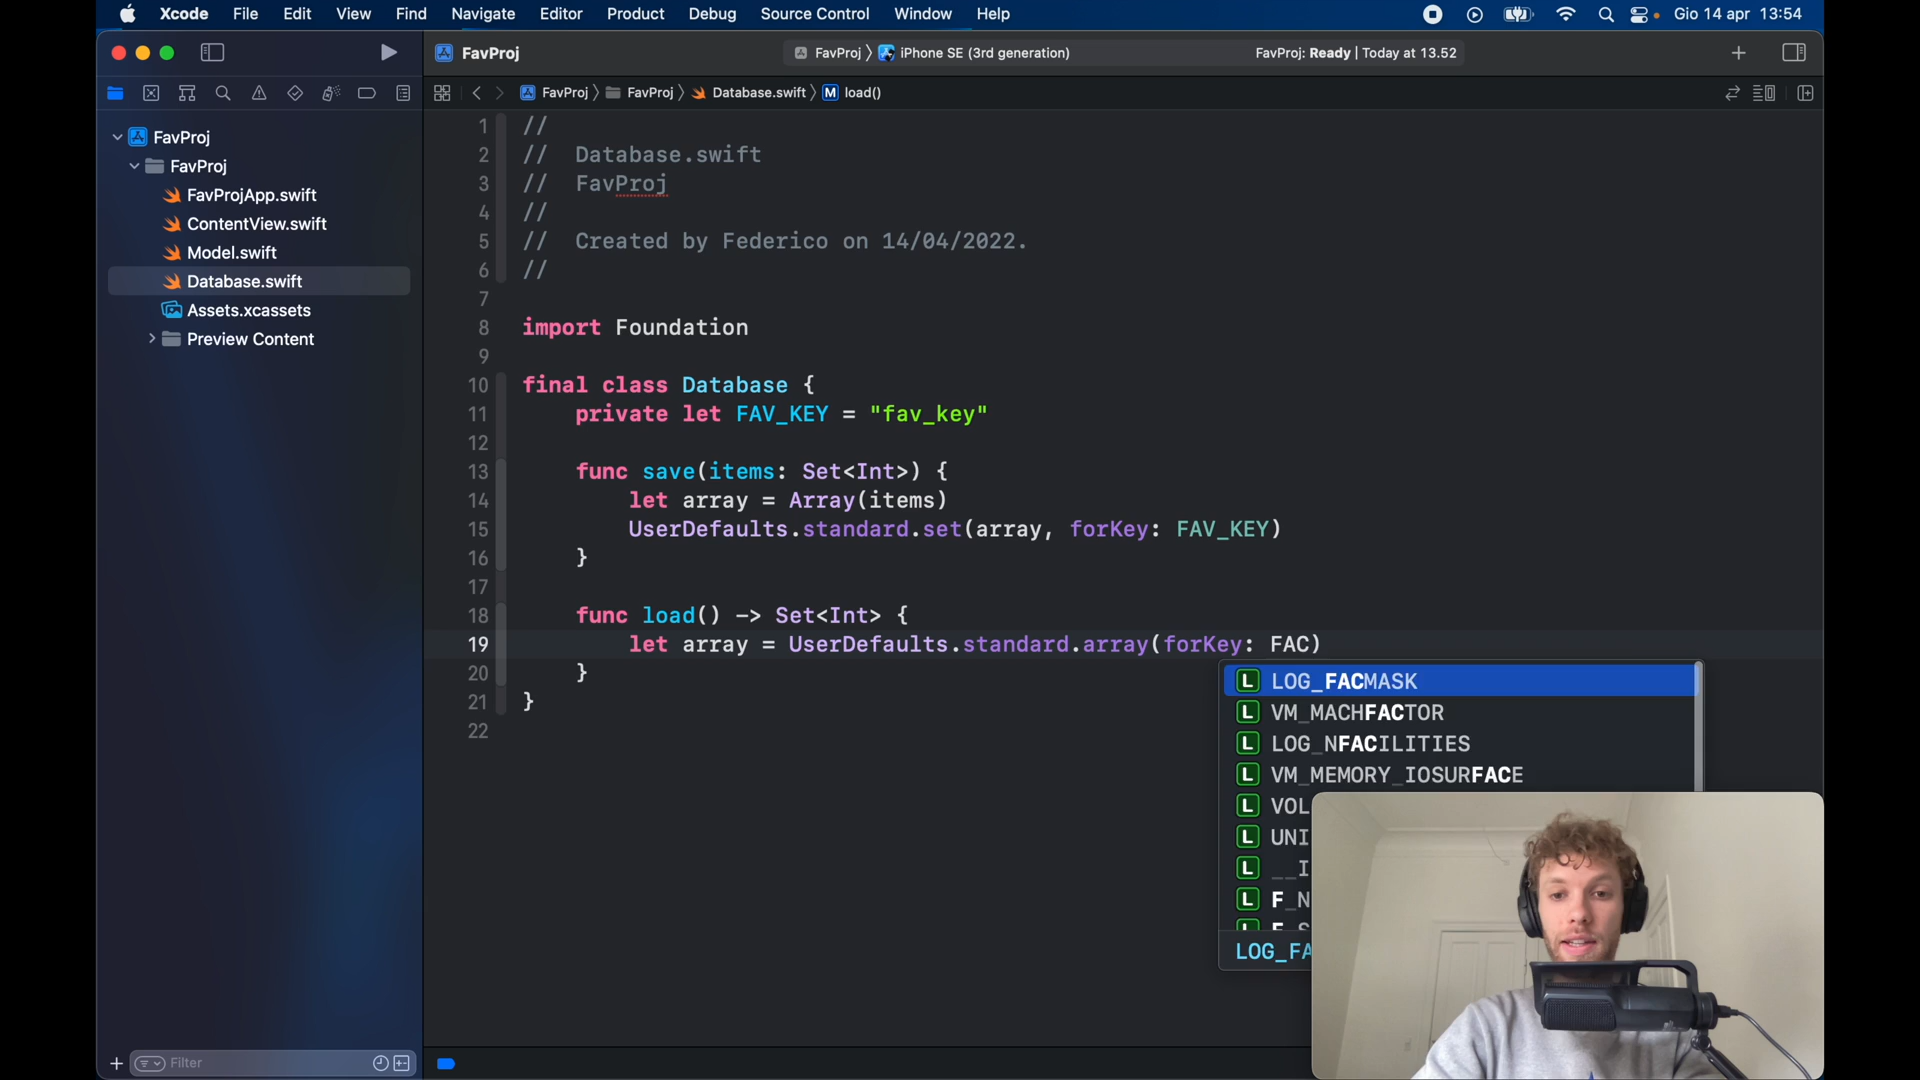 Xcode File Edit View Find Navigate Editor Product Debug Source Control Window Help Gio 14 apr 13:54
FavProj FavProj iPhone SE (3rd generation) FavProj: Ready | Today at 13.52
FavProj FavProj Database.swift M load()
FavProj
FavProj
FavProjApp.swift
ContentView.swift
Model.swift
Database.swift
Assets.xcassets
Preview Content
1 //
2 // Database.swift
3 // FavProj
4 //
5 // Created by Federico on 14/04/2022.
6 //
7
8 import Foundation
9
10 final class Database {
11 private let FAV_KEY = "fav_key"
12
13 func save(items: Set<Int>) {
14 let array = Array(items)
15 UserDefaults.standard.set(array, forKey: FAV_KEY)
16 }
17
18 func load() -> Set<Int> {
19 let array = UserDefaults.standard.array(forKey: FAC)
20 }
21 }
22
L LOG_FACMASK
L VM_MACHFACTOR
L LOG_NFACILITIES
L VM_MEMORY_IOSURFACE
L VOL
L UNI
L __I
L F_N
LOG_FA
Filter